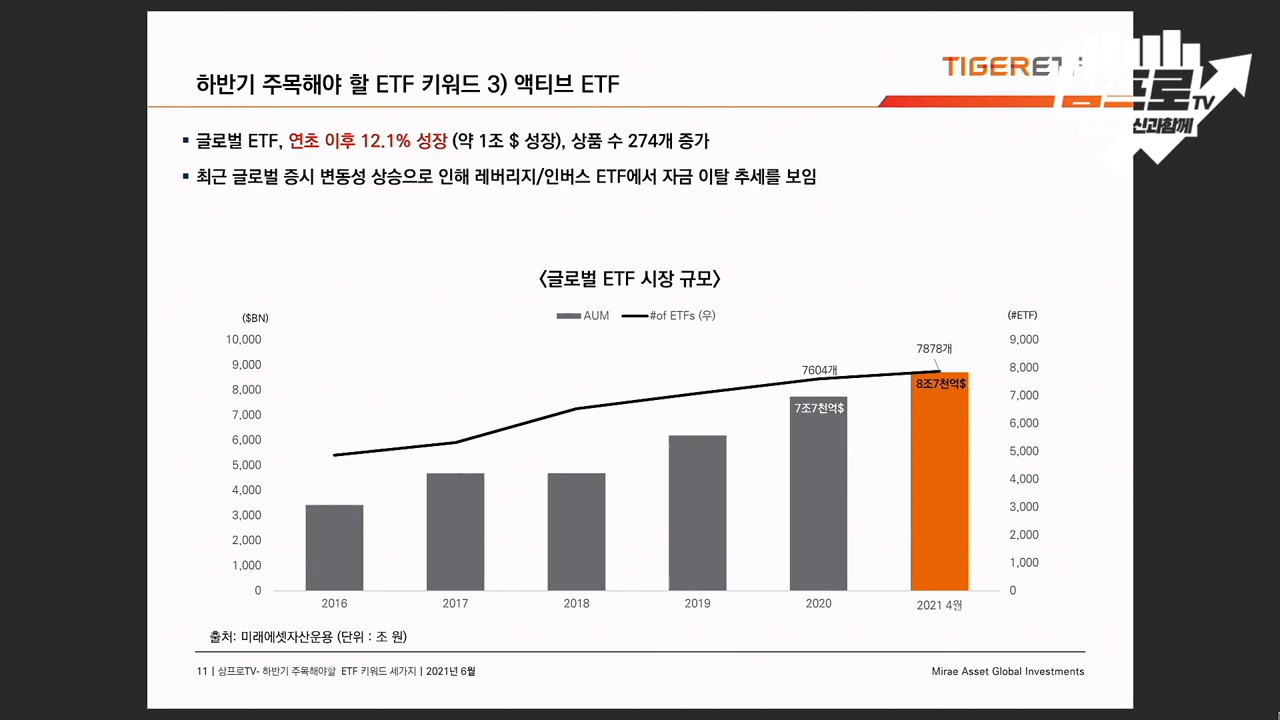 하반기 주목해야 할 ETF 키워드 3) 액티브 ETF
TIGERET
삼프로TV
신과함께
▪ 글로벌 ETF, 연초 이후 12.1% 성장 (약 1조 $ 성장), 상품 수 274개 증가
▪ 최근 글로벌 증시 변동성 상승으로 인해 레버리지/인버스 ETF에서 자금 이탈 추세를 보임
<글로벌 ETF 시장 규모>
($BN)
AUM
#of ETFs (우)
(#ETF)
10,000
9,000
8,000
7,000
6,000
5,000
4,000
3,000
2,000
1,000
0
7604개
7878개
7조7천억$
8조7천억$
9,000
8,000
7,000
6,000
5,000
4,000
3,000
2,000
1,000
0
2016
2017
2018
2019
2020
2021 4월
출처: 미래에셋자산운용 (단위 : 조 원)
11 | 삼프로TV- 하반기 주목해야할 ETF 키워드 세가지 | 2021년 6월
Mirae Asset Global Investments